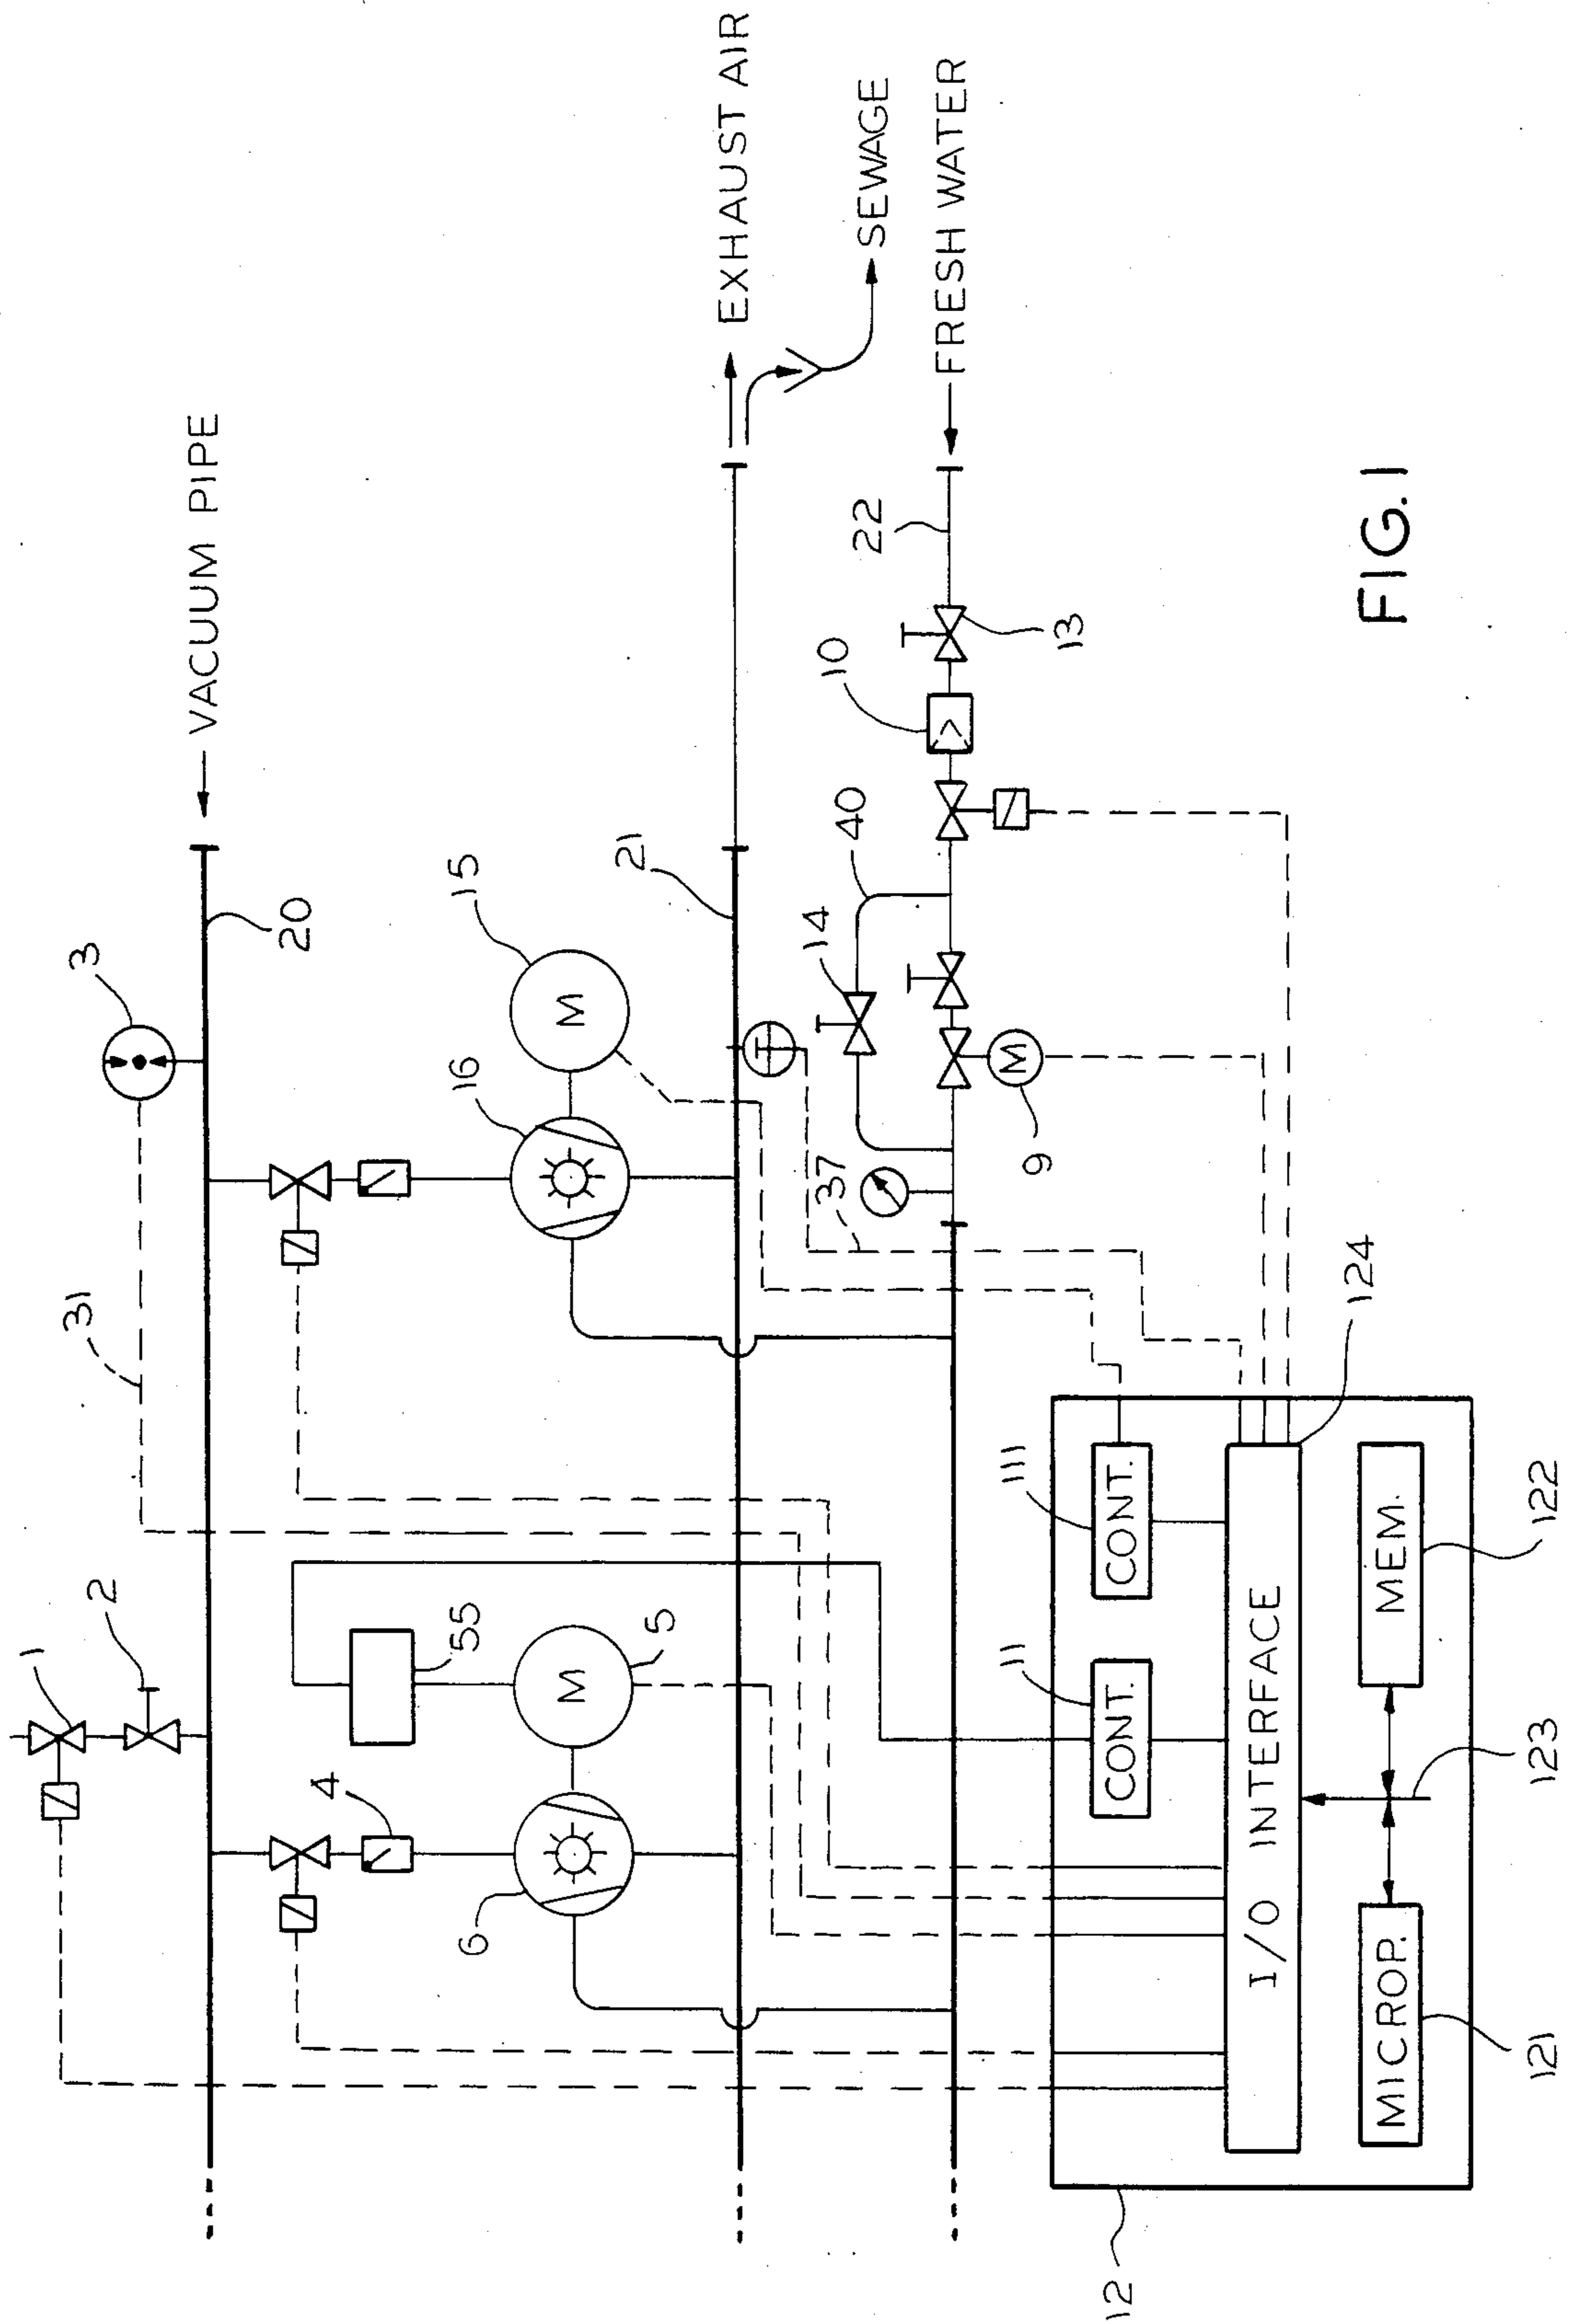 1
2
31
3
VACUUM PIPE
20
4
6
55
16
15
M
M
5
21
EXHAUST AIR
37
14
10
40
22
SEWAGE
FRESH WATER
11
111
M
9
13
12
CONT.
CONT.
I/O INTERFACE
124
MICROP.
MEM.
FIG. 1
121
123
122